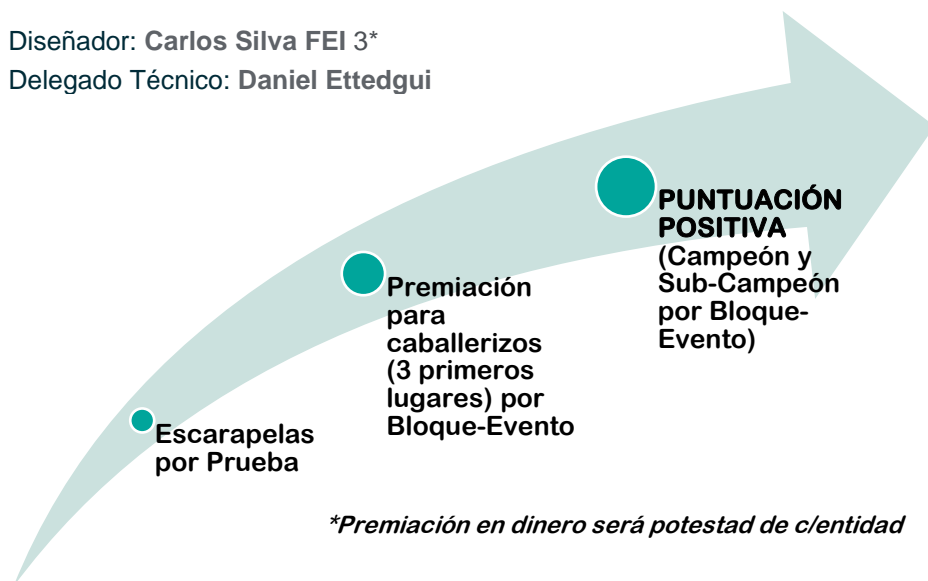 Diseñador: Carlos Silva FEI 3*
Delegado Técnico: Daniel Ettedgui
PUNTUACIÓN
POSITIVA
(Campeón y
Sub-Campeón
por Bloque-
Evento)
Premiación
para
caballerizos
(3 primeros
lugares) por
Bloque-Evento
Escarapelas
por Prueba
*Premiación en dinero será potestad de c/entidad